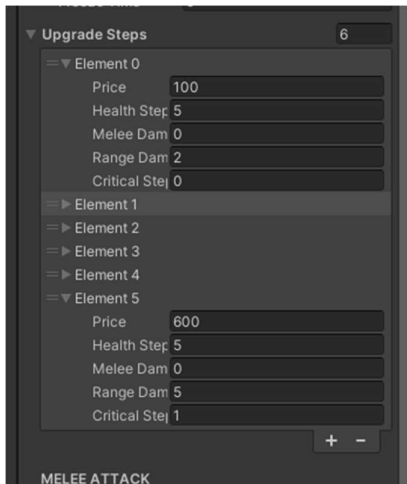 Upgrade Steps 6
Element 0
Price 100
Health Step 5
Melee Dam 0
Range Dam 2
Critical Step 0
Element 1
Element 2
Element 3
Element 4
Element 5
Price 600
Health Step 5
Melee Dam 0
Range Dam 5
Critical Step 1
+ −
MELEE ATTACK